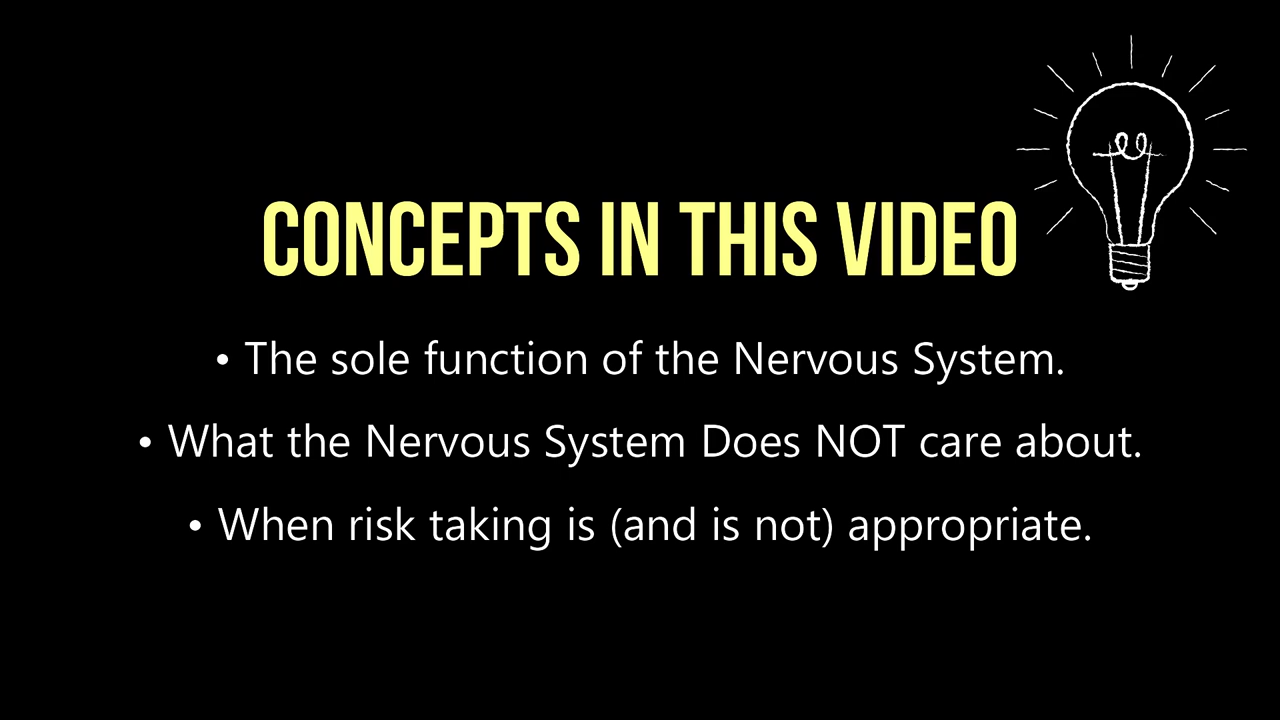 CONCEPTS IN THIS VIDEO
• The sole function of the Nervous System.
• What the Nervous System Does NOT care about.
• When risk taking is (and is not) appropriate.